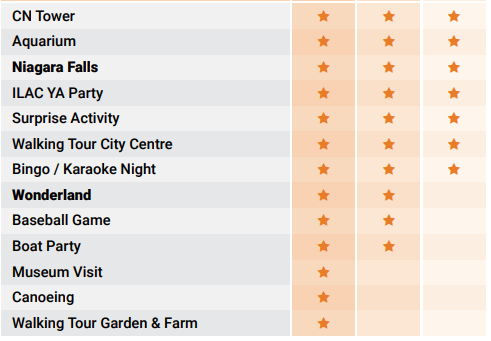 CN Tower
Aquarium
Niagara Falls
ILAC YA Party
Surprise Activity
Walking Tour City Centre
Bingo / Karaoke Night
Wonderland
Baseball Game
Boat Party
Museum Visit
Canoeing
Walking Tour Garden & Farm